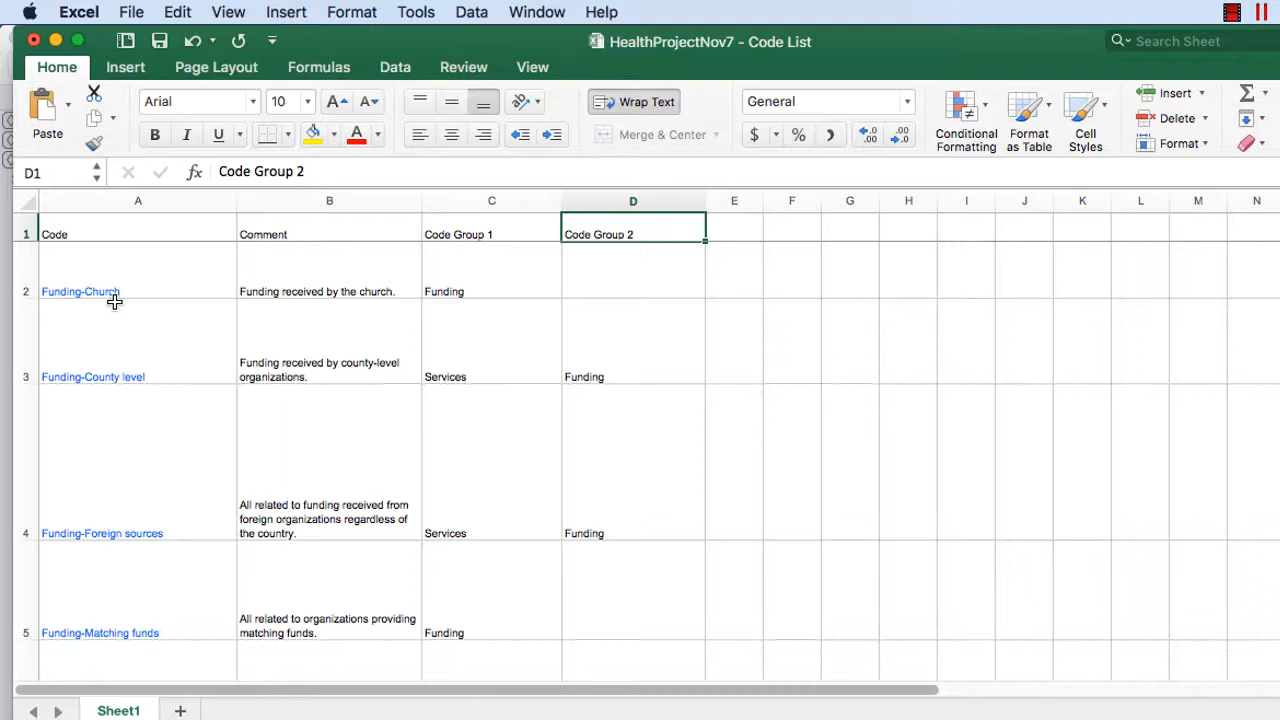 Excel File Edit View Insert Format Tools Data Window Help
HealthProjectNov7 - Code List
Search Sheet
Home Insert Page Layout Formulas Data Review View
Paste
Arial 10 A A
B I U A
Wrap Text
Merge & Center
General
$ % )
.0 .00
.00 .0
Conditional Formatting
Format as Table
Cell Styles
Insert
Delete
Format
D1 fx Code Group 2
A B C D E F G H I J K L M N
1 Code Comment Code Group 1 Code Group 2
2 Funding-Church Funding received by the church. Funding
Funding received by county-level
3 Funding-County level organizations. Services Funding
All related to funding received from
foreign organizations regardless of
4 Funding-Foreign sources the country. Services Funding
All related to organizations providing
5 Funding-Matching funds matching funds. Funding
Sheet1 +